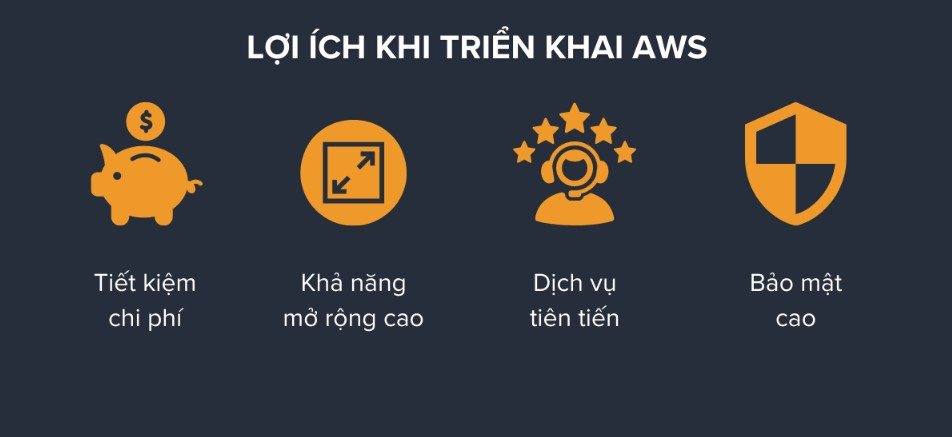 LỢI ÍCH KHI TRIỂN KHAI AWS
$
Tiết kiệm
chi phí
Khả năng
mở rộng cao
Dịch vụ
tiên tiến
Bảo mật
cao